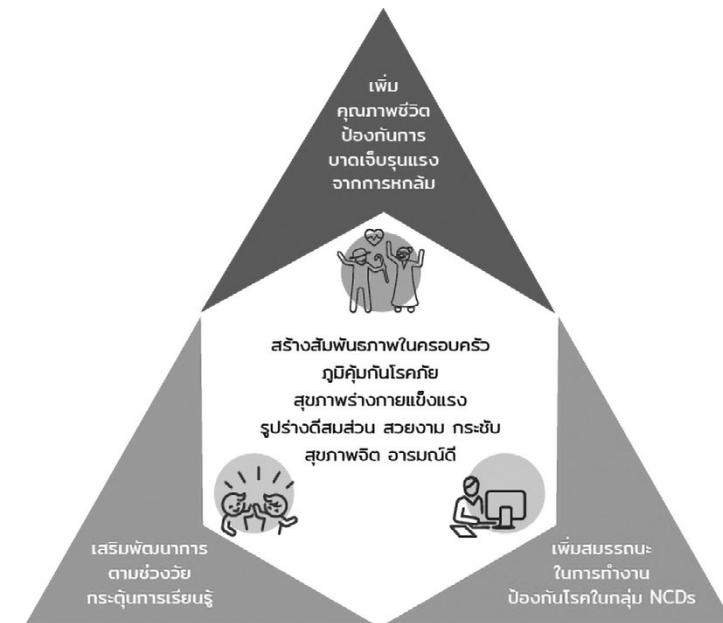 เพิ่ม
คุณภาพชีวิต
ป้องกันการ
บาดเจ็บรุนแรง
จากการหกล้ม
สร้างสัมพันธภาพในครอบครัว
ภูมิคุ้มกันโรคภัย
สุขภาพร่างกายแข็งแรง
รูปร่างดีสมส่วน สวยงาม กระชับ
สุขภาพจิต อารมณ์ดี
เสริมพัฒนาการ
ตามช่วงวัย
กระตุ้นการเรียนรู้
เพิ่มสมรรถนะ
ในการทำงาน
ป้องกันโรคในกลุ่ม NCDs